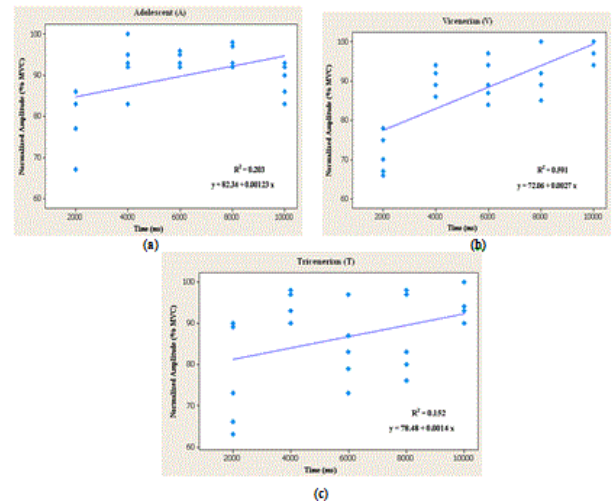 Adolescent (A)
Normalized Amplitude (% MVC)
100
90
80
70
60
R² = 0.203
y = 82.34 + 0.00123 x
2000 4000 6000 8000 10000
Time (ms)
(a)
Vicenerian (V)
Normalized Amplitude (% MVC)
100
90
80
70
60
R² = 0.591
y = 72.06 + 0.0027 x
2000 4000 6000 8000 10000
Time (ms)
(b)
Tricenerian (T)
Normalized Amplitude (% MVC)
100
90
80
70
60
R² = 0.152
y = 78.48 + 0.0014 x
2000 4000 6000 8000 10000
Time (ms)
(c)